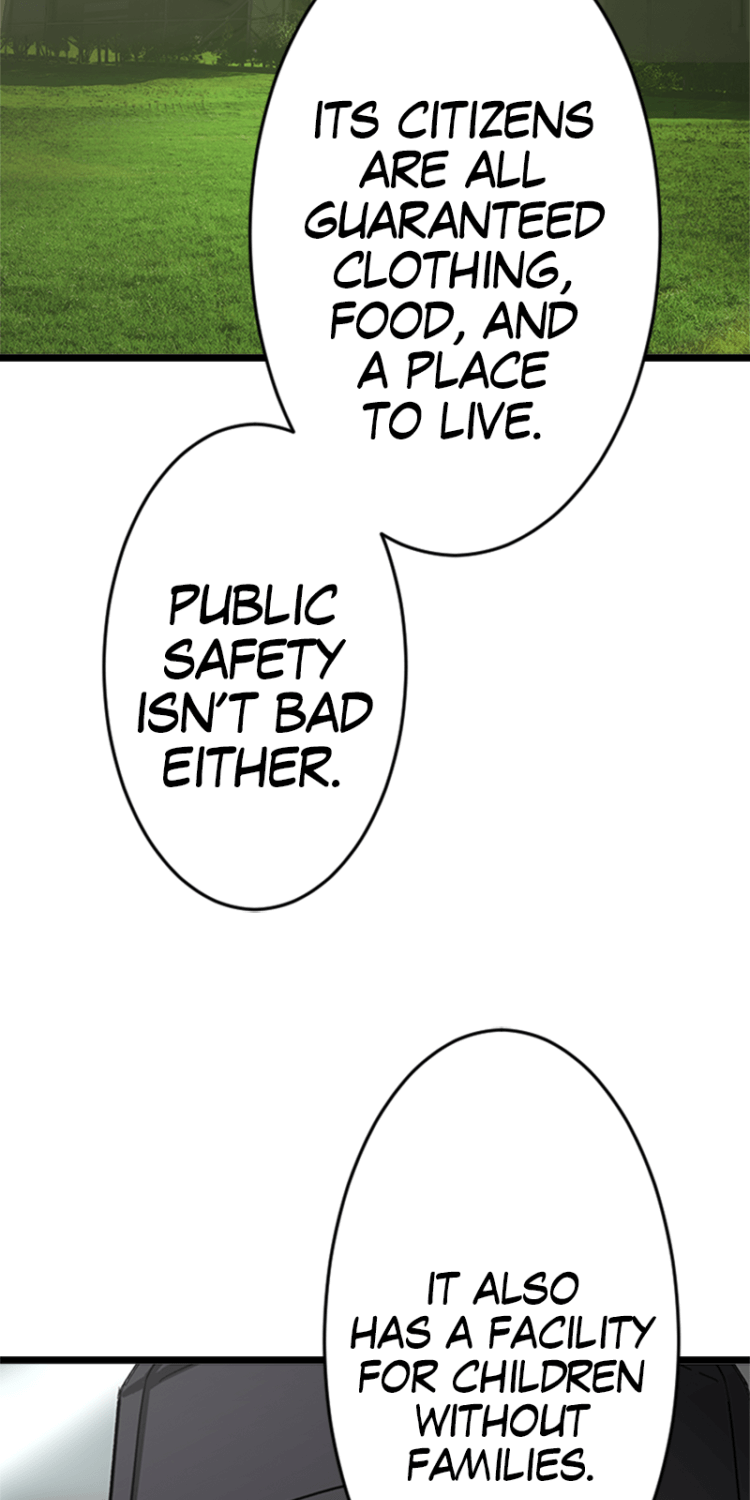 ITS CITIZENS
ARE ALL
GUARANTEED
CLOTHING,
FOOD, AND
A PLACE
TO LIVE.
PUBLIC
SAFETY
ISN'T BAD
EITHER.
IT ALSO
HAS A FACILITY
FOR CHILDREN
WITHOUT
FAMILIES.